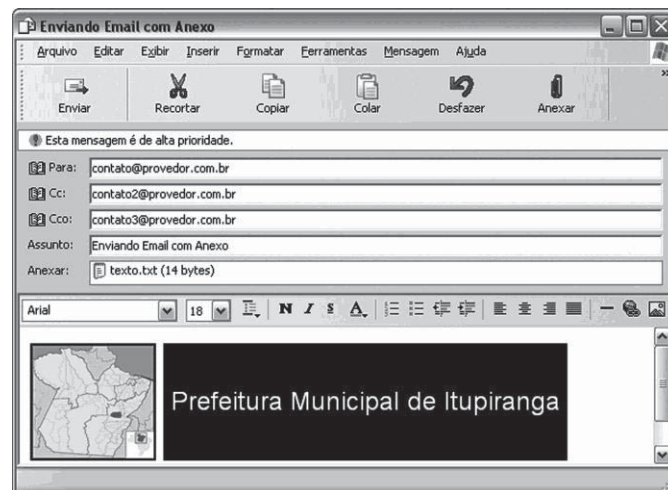 Enviando Email com Anexo
Arquivo Editar Exibir Inserir Formatar Ferramentas Mensagem Ajuda
Enviar Recortar Copiar Colar Desfazer Anexar
Esta mensagem é de alta prioridade.
Para: contato@provedor.com.br
Cc: contato2@provedor.com.br
Cco: contato3@provedor.com.br
Assunto: Enviando Email com Anexo
Anexar: texto.txt (14 bytes)
Arial 18 N I S A
Prefeitura Municipal de Itupiranga